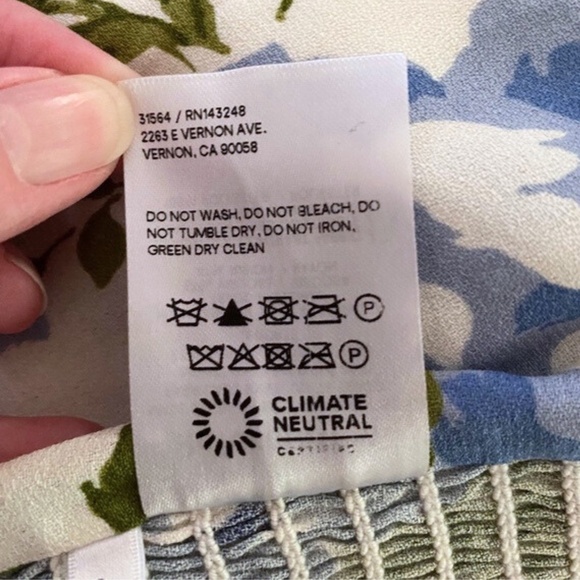 31564 / RN143248
2263 E VERNON AVE.
VERNON, CA 90058
DO NOT WASH, DO NOT BLEACH, DO
NOT TUMBLE DRY, DO NOT IRON,
GREEN DRY CLEAN
P
P
CLIMATE
NEUTRAL
CERTIFIED